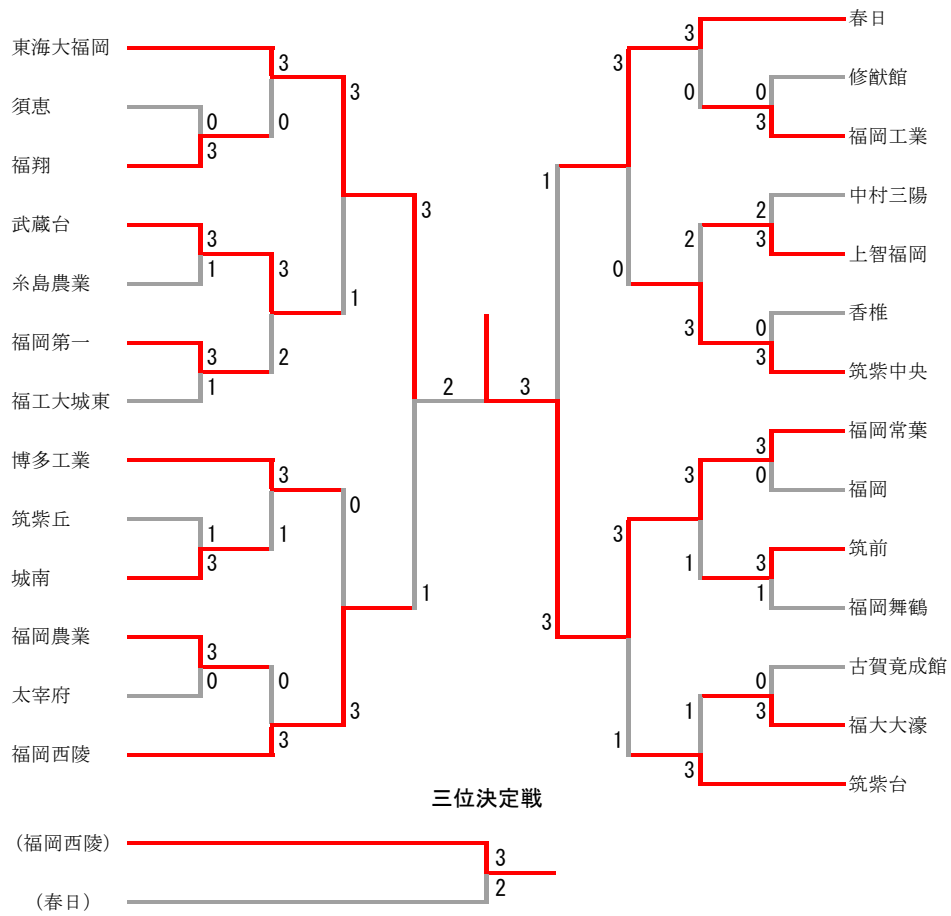 東海大福岡
3
3
須恵
0
0
福翔
3
3
武蔵台
3
3
糸島農業
1
1
福岡第一
3
2
福工大城東
1
2
博多工業
3
0
筑紫丘
1
1
城南
3
1
福岡農業
3
太宰府
0
0
3
福岡西陵
3
春日
3
3
修猷館
0
0
福岡工業
3
1
中村三陽
2
上智福岡
2
3
0
香椎
3
0
筑紫中央
3
3
福岡常葉
3
福岡
3
0
筑前
3
3
福岡舞鶴
1
1
3
古賀竟成館
0
福大大濠
1
3
筑紫台
1
3
三位決定戦
(福岡西陵)
3
(春日)
2